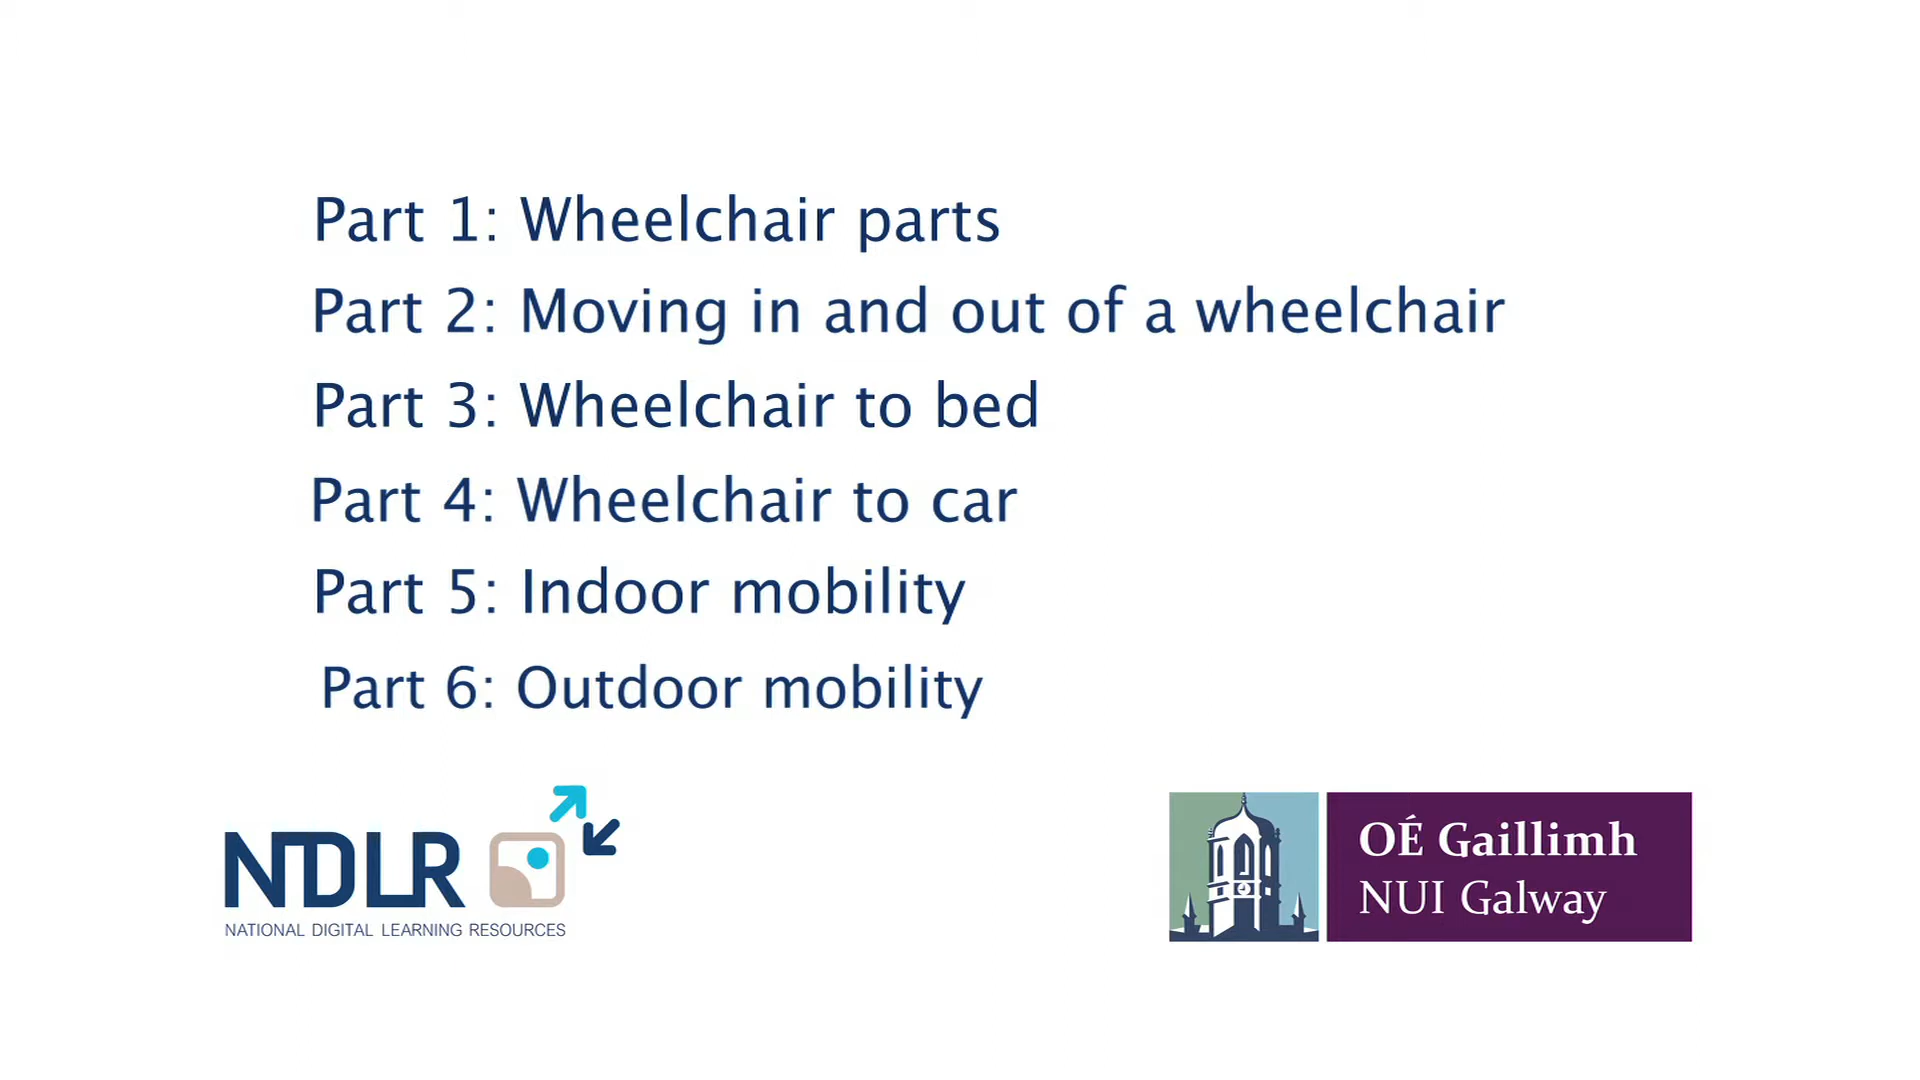 Part 1: Wheelchair parts
Part 2: Moving in and out of a wheelchair
Part 3: Wheelchair to bed
Part 4: Wheelchair to car
Part 5: Indoor mobility
Part 6: Outdoor mobility
NDLR
NATIONAL DIGITAL LEARNING RESOURCES
OÉ Gaillimh
NUI Galway